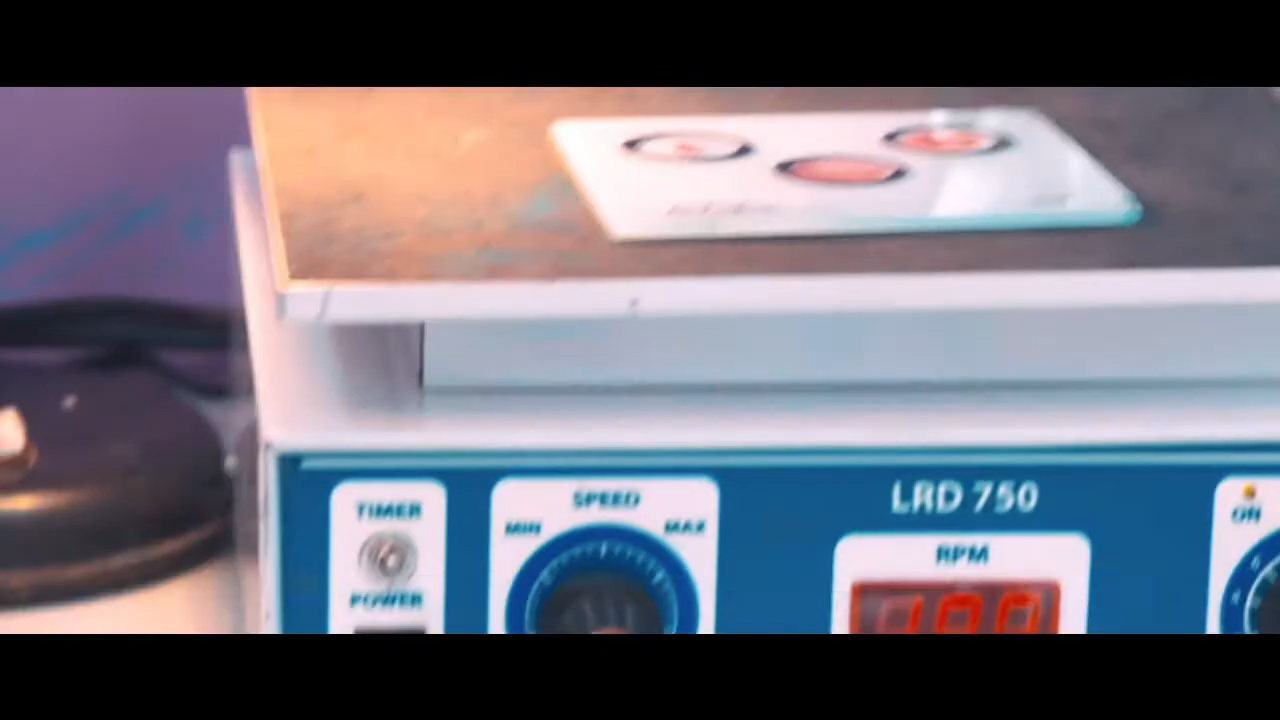 TIMER
POWER
SPEED
MIN
MAX
LRD 750
RPM
ON